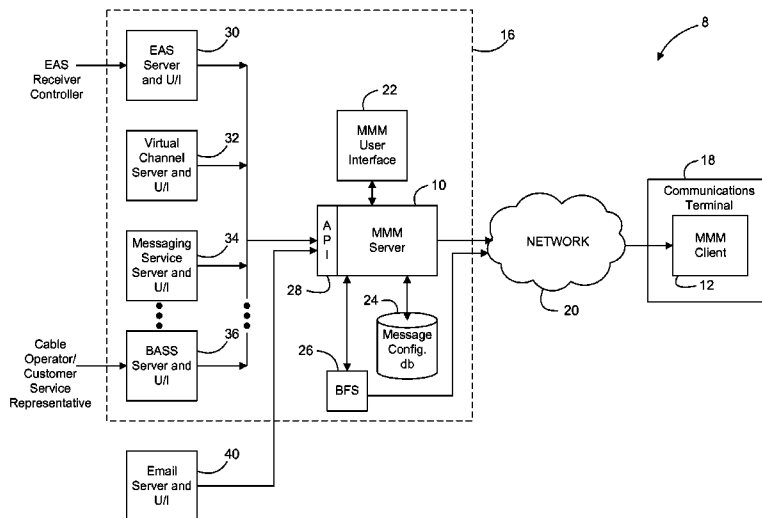 30
16
8
EAS
Server
and U/I
EAS
Receiver
Controller
22
MMM
User
Interface
32
Virtual
Channel
Server and
U/I
18
Communications
Terminal
MMM
Client
12
10
A
P
I
MMM
Server
28
NETWORK
20
34
Messaging
Service
Server and
U/I
24
Message
Config.
db
36
BASS
Server and
U/I
Cable
Operator/
Customer
Service
Representative
26
BFS
40
Email
Server and
U/I